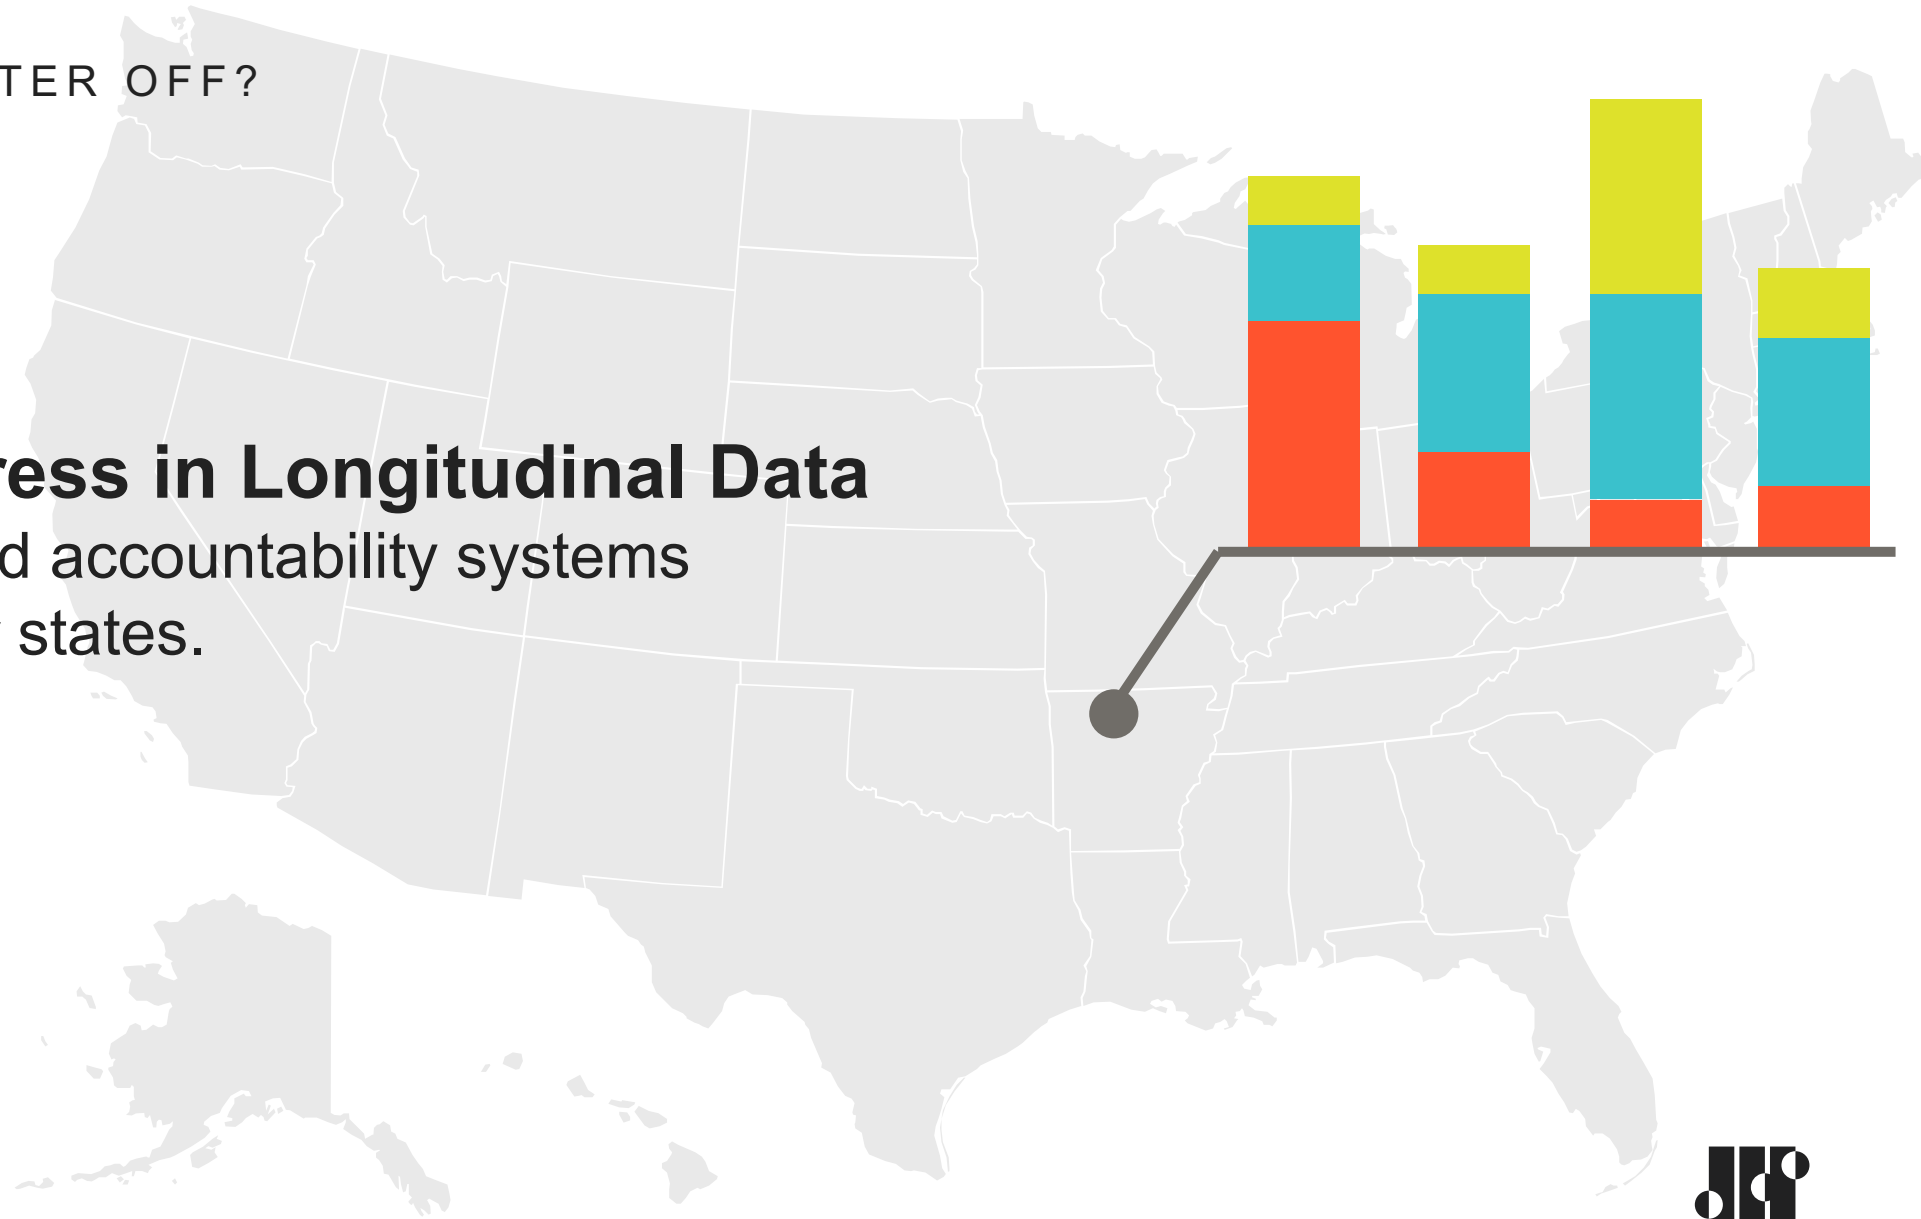 TER OFF?
ress in Longitudinal Data
d accountability systems
states.